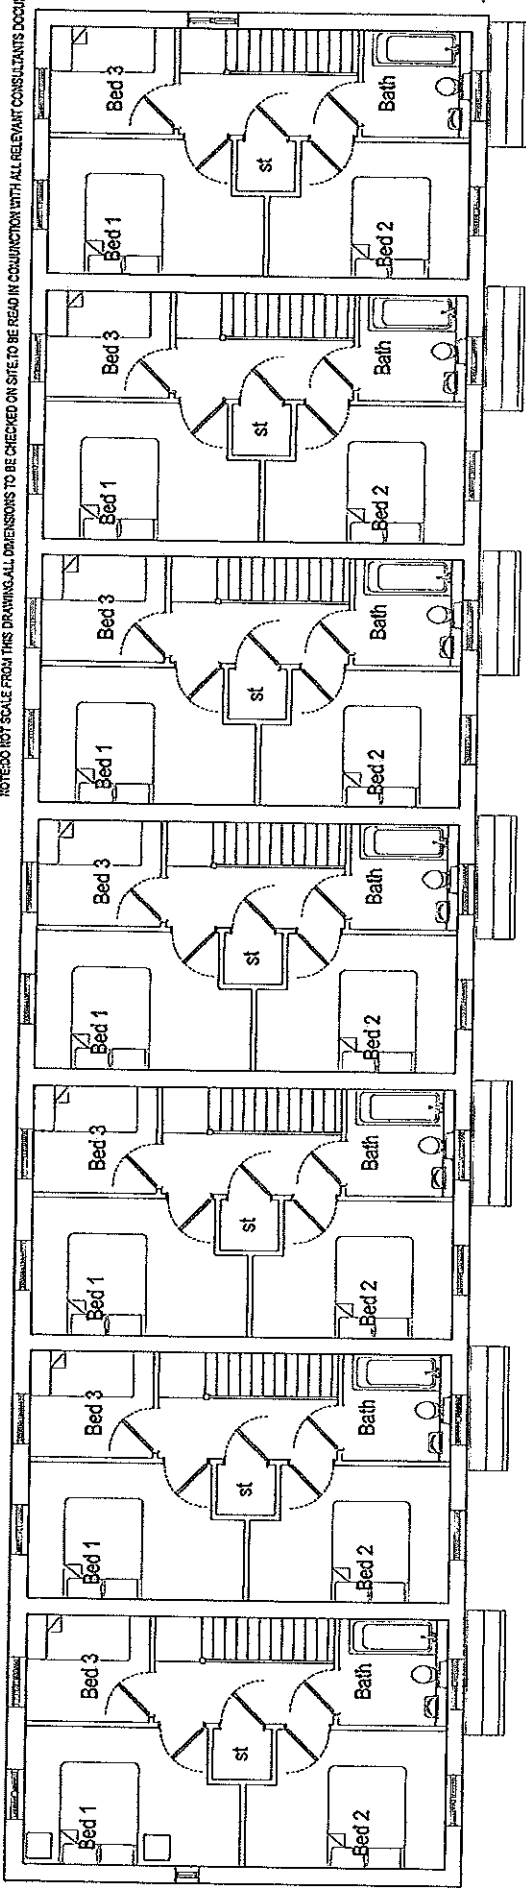 NOTE:DO NOT SCALE FROM THIS DRAWING.ALL DIMENSIONS TO BE CHECKED ON SITE.TO BE READ IN CONJUNCTION WITH ALL RELEVANT CONSULTANTS
Bed 1
Bed 3
st
Bed 2
Bath
Bed 1
Bed 3
st
Bed 2
Bath
Bed 1
Bed 3
st
Bed 2
Bath
Bed 1
Bed 3
st
Bed 2
Bath
Bed 1
Bed 3
st
Bed 2
Bath
Bed 1
Bed 3
st
Bed 2
Bath
Bed 1
Bed 3
st
Bed 2
Bath